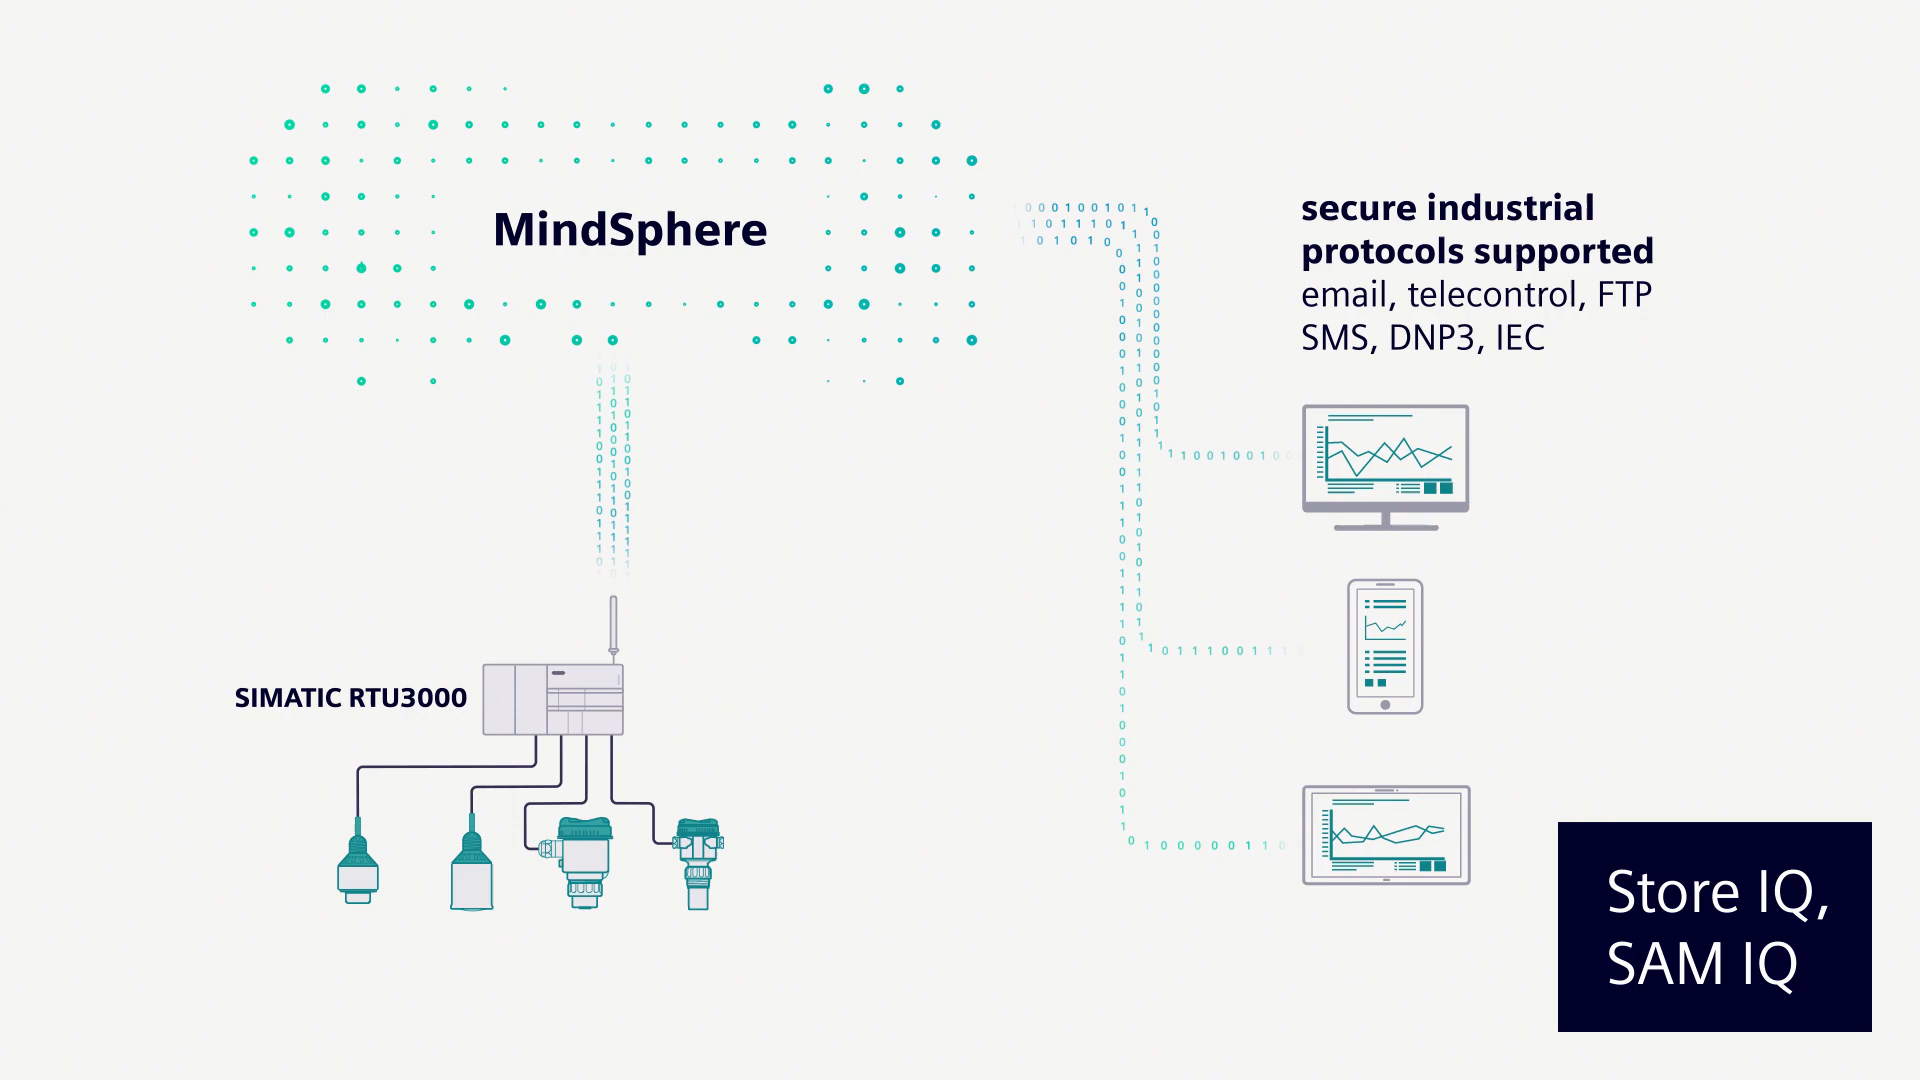 MindSphere
secure industrial
protocols supported
email, telecontrol, FTP
SMS, DNP3, IEC
SIMATIC RTU3000
Store IQ,
SAM IQ